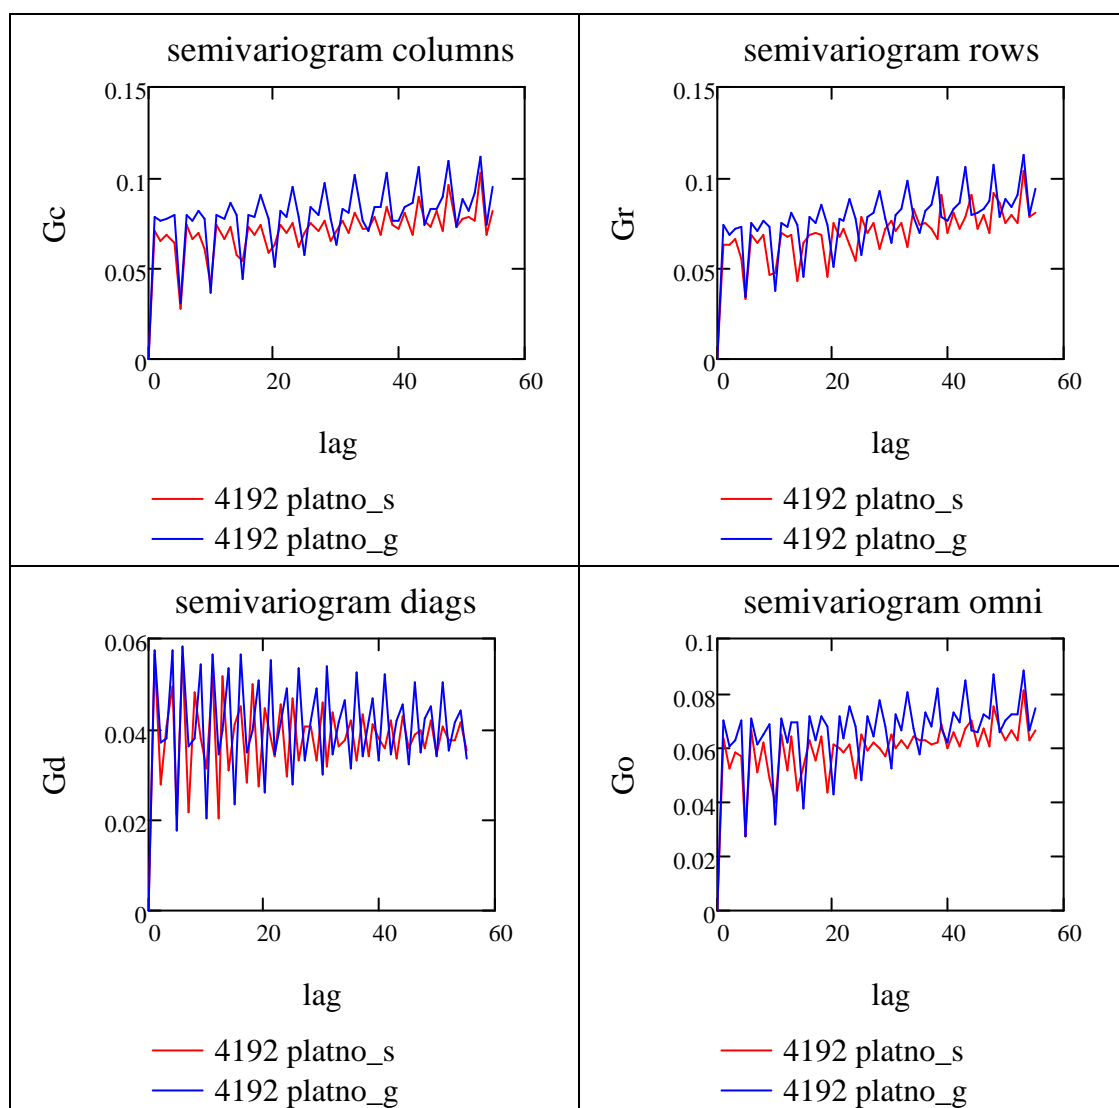 semivariogram columns
0.15
0.1
0.05
0
Gc
0 20 40 60
lag
4192 platno_s
4192 platno_g
semivariogram rows
0.15
0.1
0.05
0
Gr
0 20 40 60
lag
4192 platno_s
4192 platno_g
semivariogram diags
0.06
0.04
0.02
0
Gd
0 20 40 60
lag
4192 platno_s
4192 platno_g
semivariogram omni
0.1
0.08
0.06
0.04
0.02
0
Go
0 20 40 60
lag
4192 platno_s
4192 platno_g